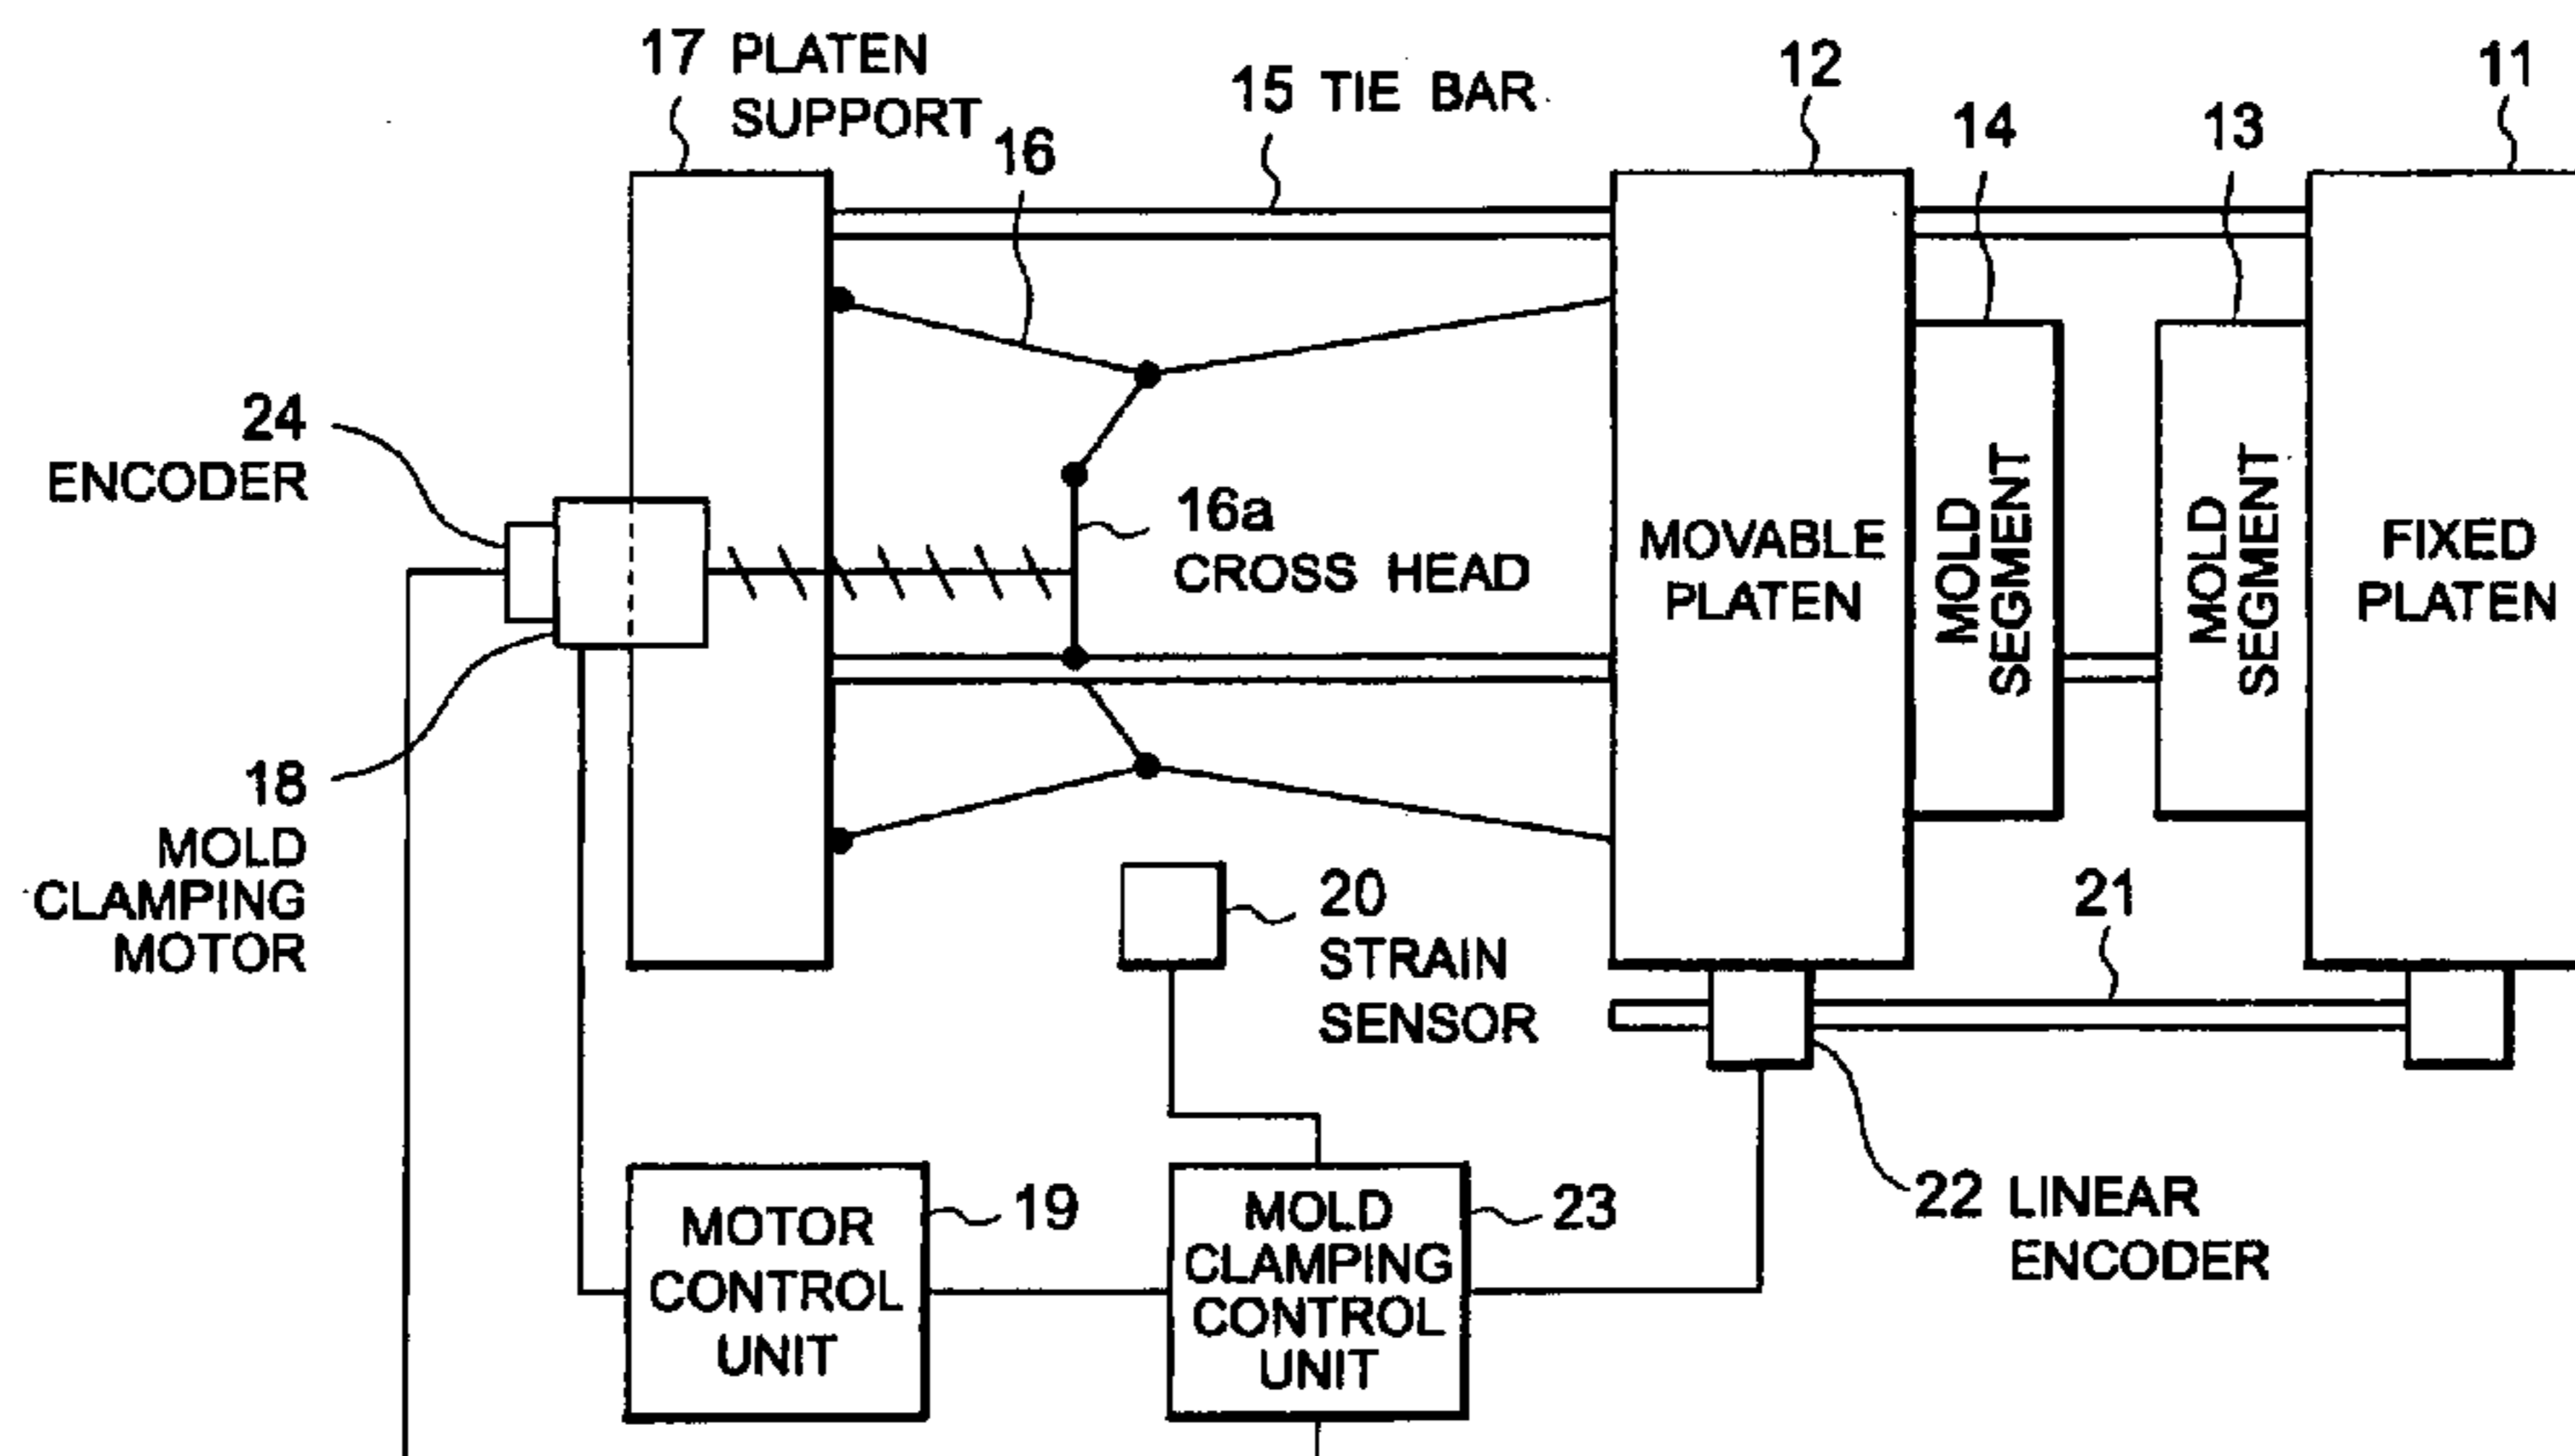 17 PLATEN
SUPPORT
16
15 TIE BAR
12
14
13
11
24
ENCODER
16a
CROSS HEAD
MOVABLE
PLATEN
MOLD
SEGMENT
MOLD
SEGMENT
FIXED
PLATEN
18
MOLD
CLAMPING
MOTOR
20
STRAIN
SENSOR
21
22 LINEAR
ENCODER
MOTOR
CONTROL
UNIT
19
MOLD
CLAMPING
CONTROL
UNIT
23